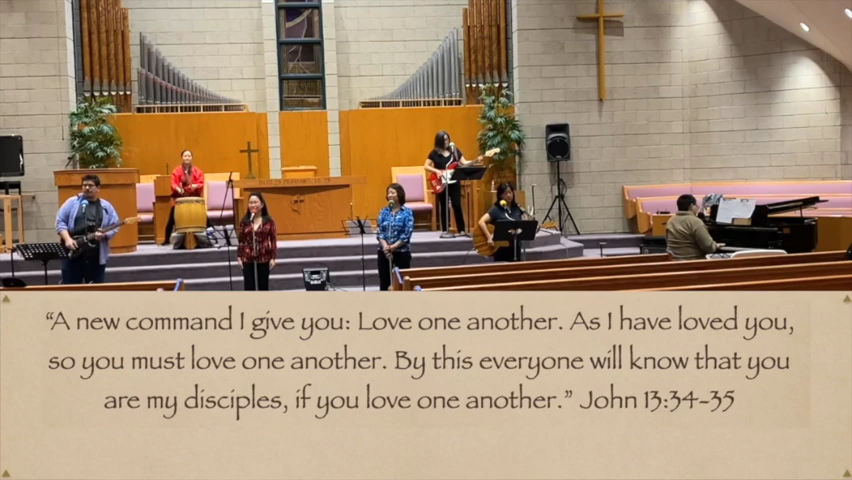 “A new command I give you: Love one another. As I have loved you,
so you must love one another. By this everyone will know that you
are my disciples, if you love one another.” John 13:34-35